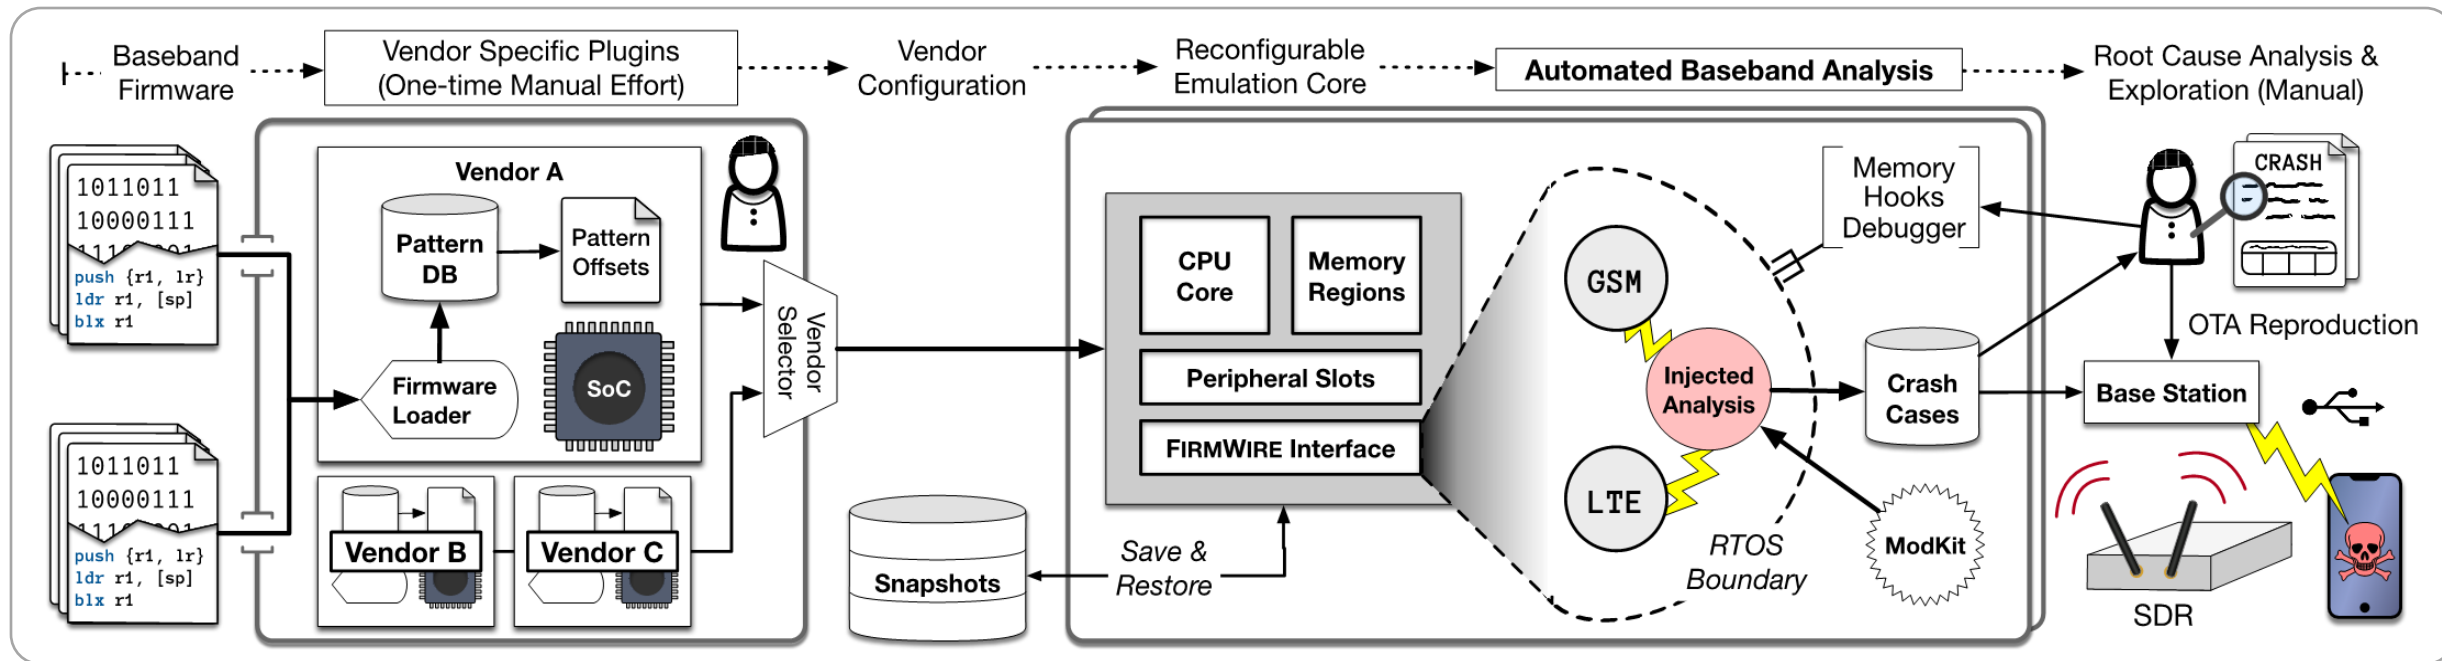 Baseband
Firmware
Vendor Specific Plugins
(One-time Manual Effort)
Vendor
Configuration
Reconfigurable
Emulation Core
Automated Baseband Analysis
Root Cause Analysis &
Exploration (Manual)
1011011
10000111
push {r1, lr}
ldr r1, [sp]
blx r1
1011011
10000111
push {r1, lr}
ldr r1, [sp]
blx r1
Vendor A
Pattern
DB
Pattern
Offsets
Firmware
Loader
SoC
Vendor B
Vendor C
Vendor
Selector
Snapshots
Save &
Restore
CPU
Core
Memory
Regions
Peripheral Slots
FIRMWIRE Interface
GSM
LTE
Injected
Analysis
RTOS
Boundary
ModKit
Memory
Hooks
Debugger
Crash
Cases
CRASH
OTA Reproduction
Base Station
SDR